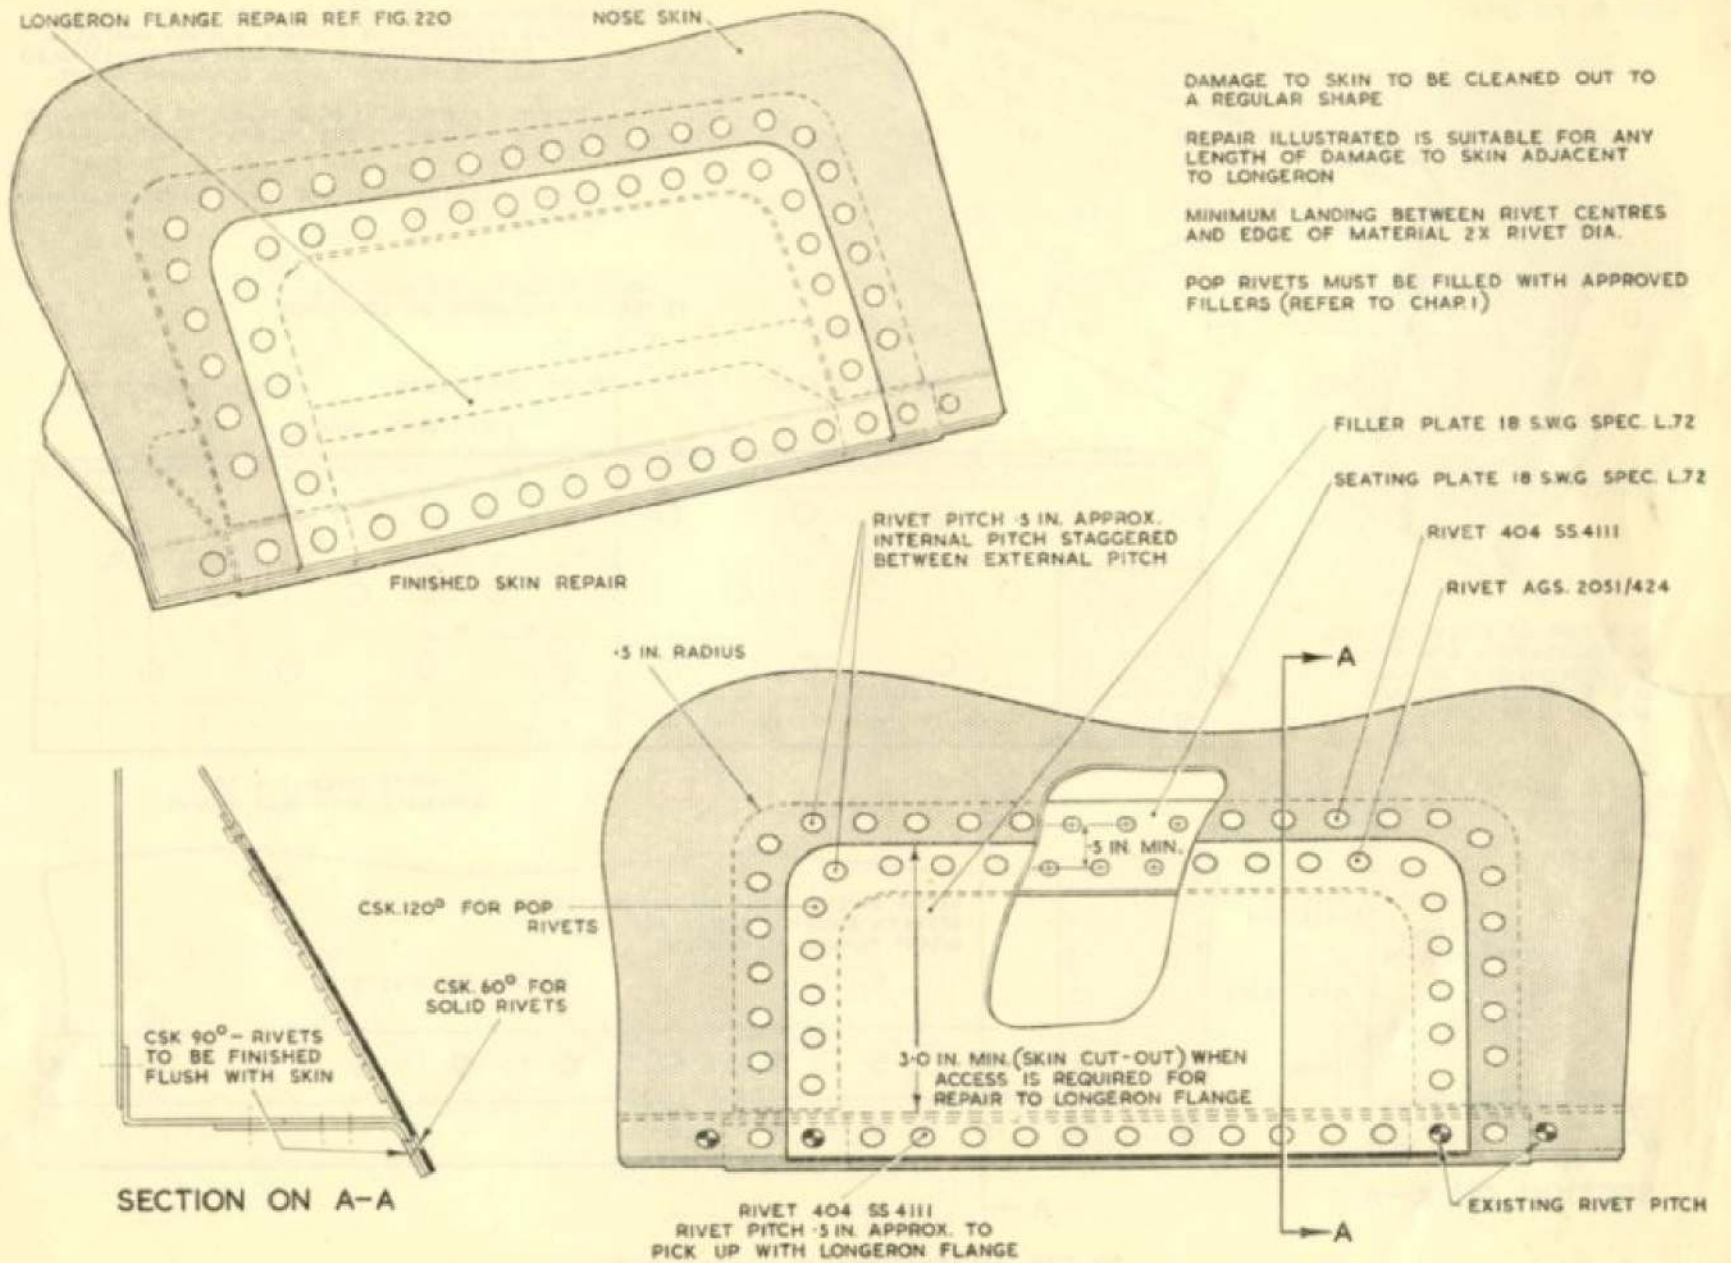 LONGERON FLANGE REPAIR REF. FIG. 220
NOSE SKIN
DAMAGE TO SKIN TO BE CLEANED OUT TO
A REGULAR SHAPE
REPAIR ILLUSTRATED IS SUITABLE FOR ANY
LENGTH OF DAMAGE TO SKIN ADJACENT
TO LONGERON
MINIMUM LANDING BETWEEN RIVET CENTRES
AND EDGE OF MATERIAL 2X RIVET DIA.
POP RIVETS MUST BE FILLED WITH APPROVED
FILLERS (REFER TO CHAP. 1)
FILLER PLATE 18 S.W.G SPEC. L.72
SEATING PLATE 18 S.W.G SPEC. L.72
RIVET 404 SS.4111
RIVET AGS. 2051/424
RIVET PITCH ·5 IN. APPROX.
INTERNAL PITCH STAGGERED
BETWEEN EXTERNAL PITCH
FINISHED SKIN REPAIR
·5 IN. RADIUS
A
·5 IN. MIN.
CSK. 120° FOR POP
RIVETS
CSK. 60° FOR
SOLID RIVETS
CSK 90° - RIVETS
TO BE FINISHED
FLUSH WITH SKIN
3·0 IN. MIN. (SKIN CUT-OUT) WHEN
ACCESS IS REQUIRED FOR
REPAIR TO LONGERON FLANGE
SECTION ON A-A
RIVET 404 SS 4111
RIVET PITCH ·5 IN. APPROX. TO
PICK UP WITH LONGERON FLANGE
EXISTING RIVET PITCH
A